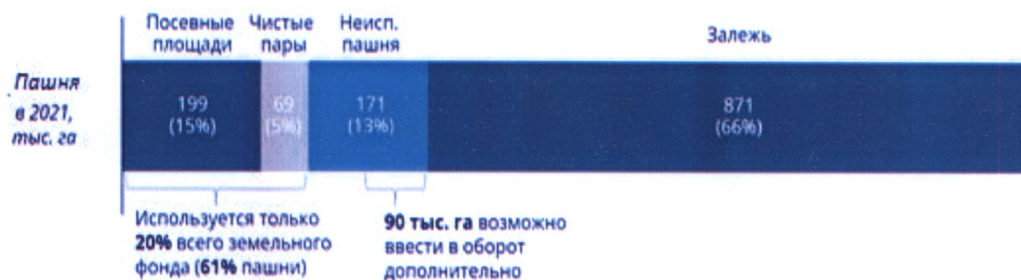 Посевные Чистые Неисп.
площади пары пашня Залежь
Пашня
в 2021,
тыс. га
199 69 171 871
(15%) (5%) (13%) (66%)
Используется только
20% всего земельного
фонда (61% пашни)
90 тыс. га возможно
ввести в оборот
дополнительно